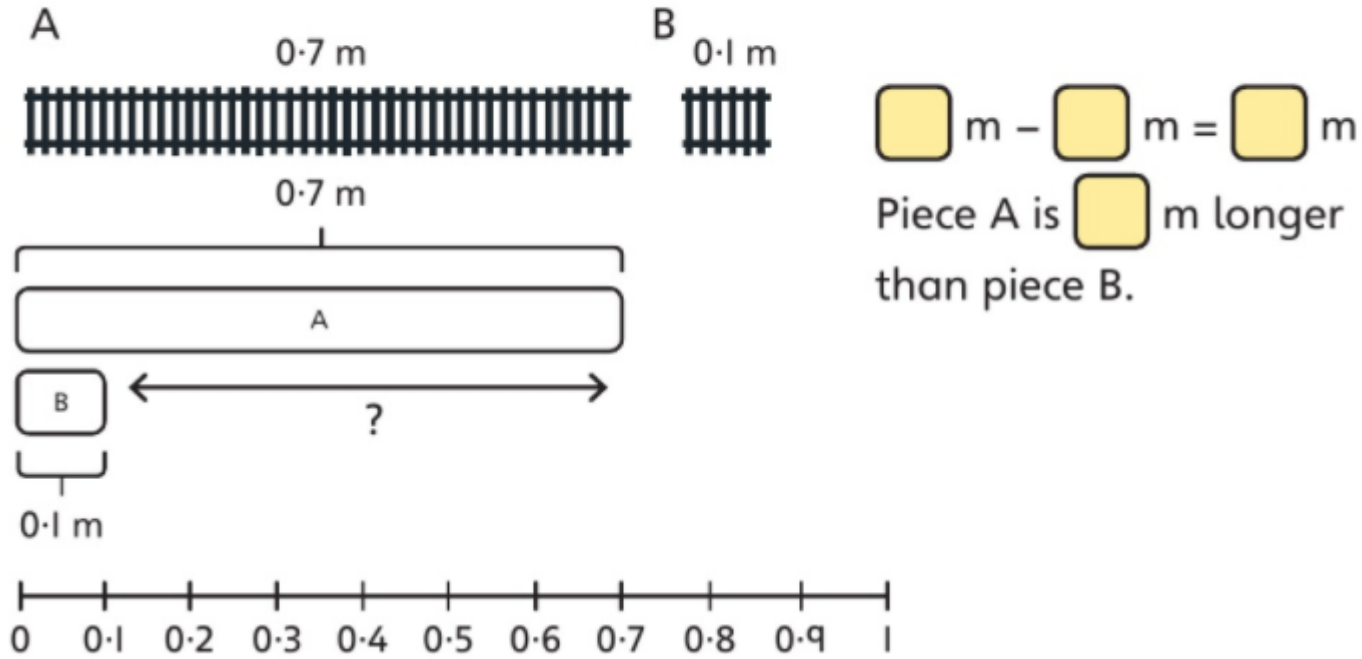 A
0·7 m
B
0·1 m
m – m = m
Piece A is m longer
than piece B.
0·7 m
A
B
?
0·1 m
0 0·1 0·2 0·3 0·4 0·5 0·6 0·7 0·8 0·9 1